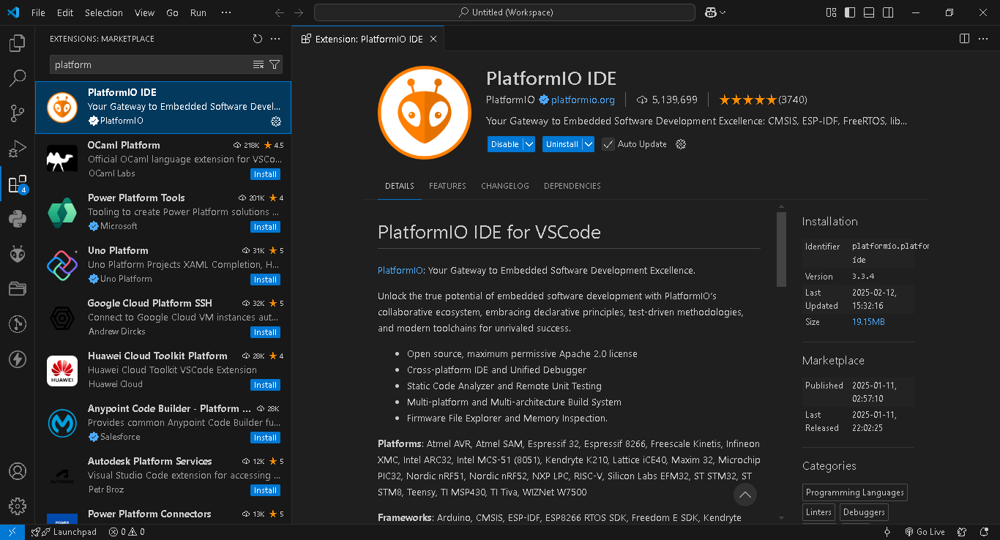 File Edit Selection View Go Run ···
Untitled (Workspace)
EXTENSIONS: MARKETPLACE
platform
PlatformIO IDE
Your Gateway to Embedded Software Devel...
PlatformIO
OCaml Platform 218K 4.5
Official OCaml language extension for VSCo...
OCaml Labs Install
Power Platform Tools 201K 4
Tooling to create Power Platform solutions ...
Microsoft Install
Uno Platform 31K 5
Uno Platform Projects XAML Completion, H...
Uno Platform Install
Google Cloud Platform SSH 32K 5
Connect to Google Cloud VM instances aut...
Andrew Dircks Install
HUAWEI
Huawei Cloud Toolkit Platform 28K 4
Huawei Cloud Toolkit VSCode Extension
Huawei Cloud Install
Anypoint Code Builder - Platform ... 28K
Provides common Anypoint Code Builder fu...
Salesforce Install
AUTODESK
Autodesk Platform Services 12K 5
Visual Studio Code extension for accessing ...
Petr Broz Install
POWER
Power Platform Connectors 13K 5
4
Extension: PlatformIO IDE
PlatformIO IDE
PlatformIO platformio.org 5,139,699 (3740)
Your Gateway to Embedded Software Development Excellence: CMSIS, ESP-IDF, FreeRTOS, lib...
Disable Uninstall Auto Update
DETAILS FEATURES CHANGELOG DEPENDENCIES
PlatformIO IDE for VSCode
PlatformIO: Your Gateway to Embedded Software Development Excellence.
Unlock the true potential of embedded software development with PlatformIO's
collaborative ecosystem, embracing declarative principles, test-driven methodologies,
and modern toolchains for unrivaled success.
• Open source, maximum permissive Apache 2.0 license
• Cross-platform IDE and Unified Debugger
• Static Code Analyzer and Remote Unit Testing
• Multi-platform and Multi-architecture Build System
• Firmware File Explorer and Memory Inspection.
Platforms: Atmel AVR, Atmel SAM, Espressif 32, Espressif 8266, Freescale Kinetis, Infineon
XMC, Intel ARC32, Intel MCS-51 (8051), Kendryte K210, Lattice iCE40, Maxim 32, Microchip
PIC32, Nordic nRF51, Nordic nRF52, NXP LPC, RISC-V, Silicon Labs EFM32, ST STM32, ST
STM8, Teensy, TI MSP430, TI Tiva, WIZNet W7500
Frameworks: Arduino, CMSIS, ESP-IDF, ESP8266 RTOS SDK, Freedom E SDK, Kendryte
Installation
Identifier platformio.platfor
ide
Version 3.3.4
Last 2025-02-12,
Updated 15:32:16
Size 19.15MB
Marketplace
Published 2025-01-11,
02:57:10
Last 2025-01-11,
Released 22:02:25
Categories
Programming Languages
Linters Debuggers
Launchpad 0 0 Go Live